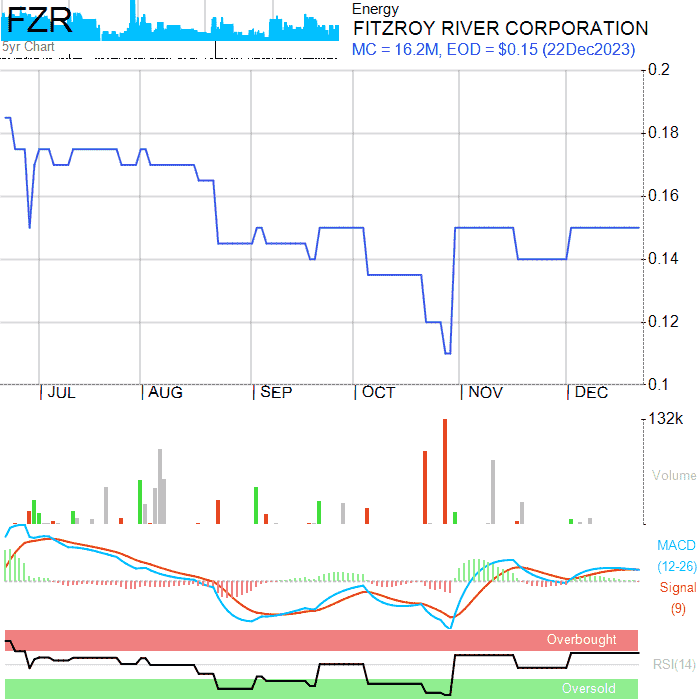 FZR
5yr Chart
Energy
FITZROY RIVER CORPORATION
MC = 16.2M, EOD = $0.15 (22Dec2023)
0.2
0.18
0.16
0.14
0.12
0.1
JUL AUG SEP OCT NOV DEC
132k
Volume
MACD
(12-26)
Signal
(9)
Overbought
RSI(14)
Oversold